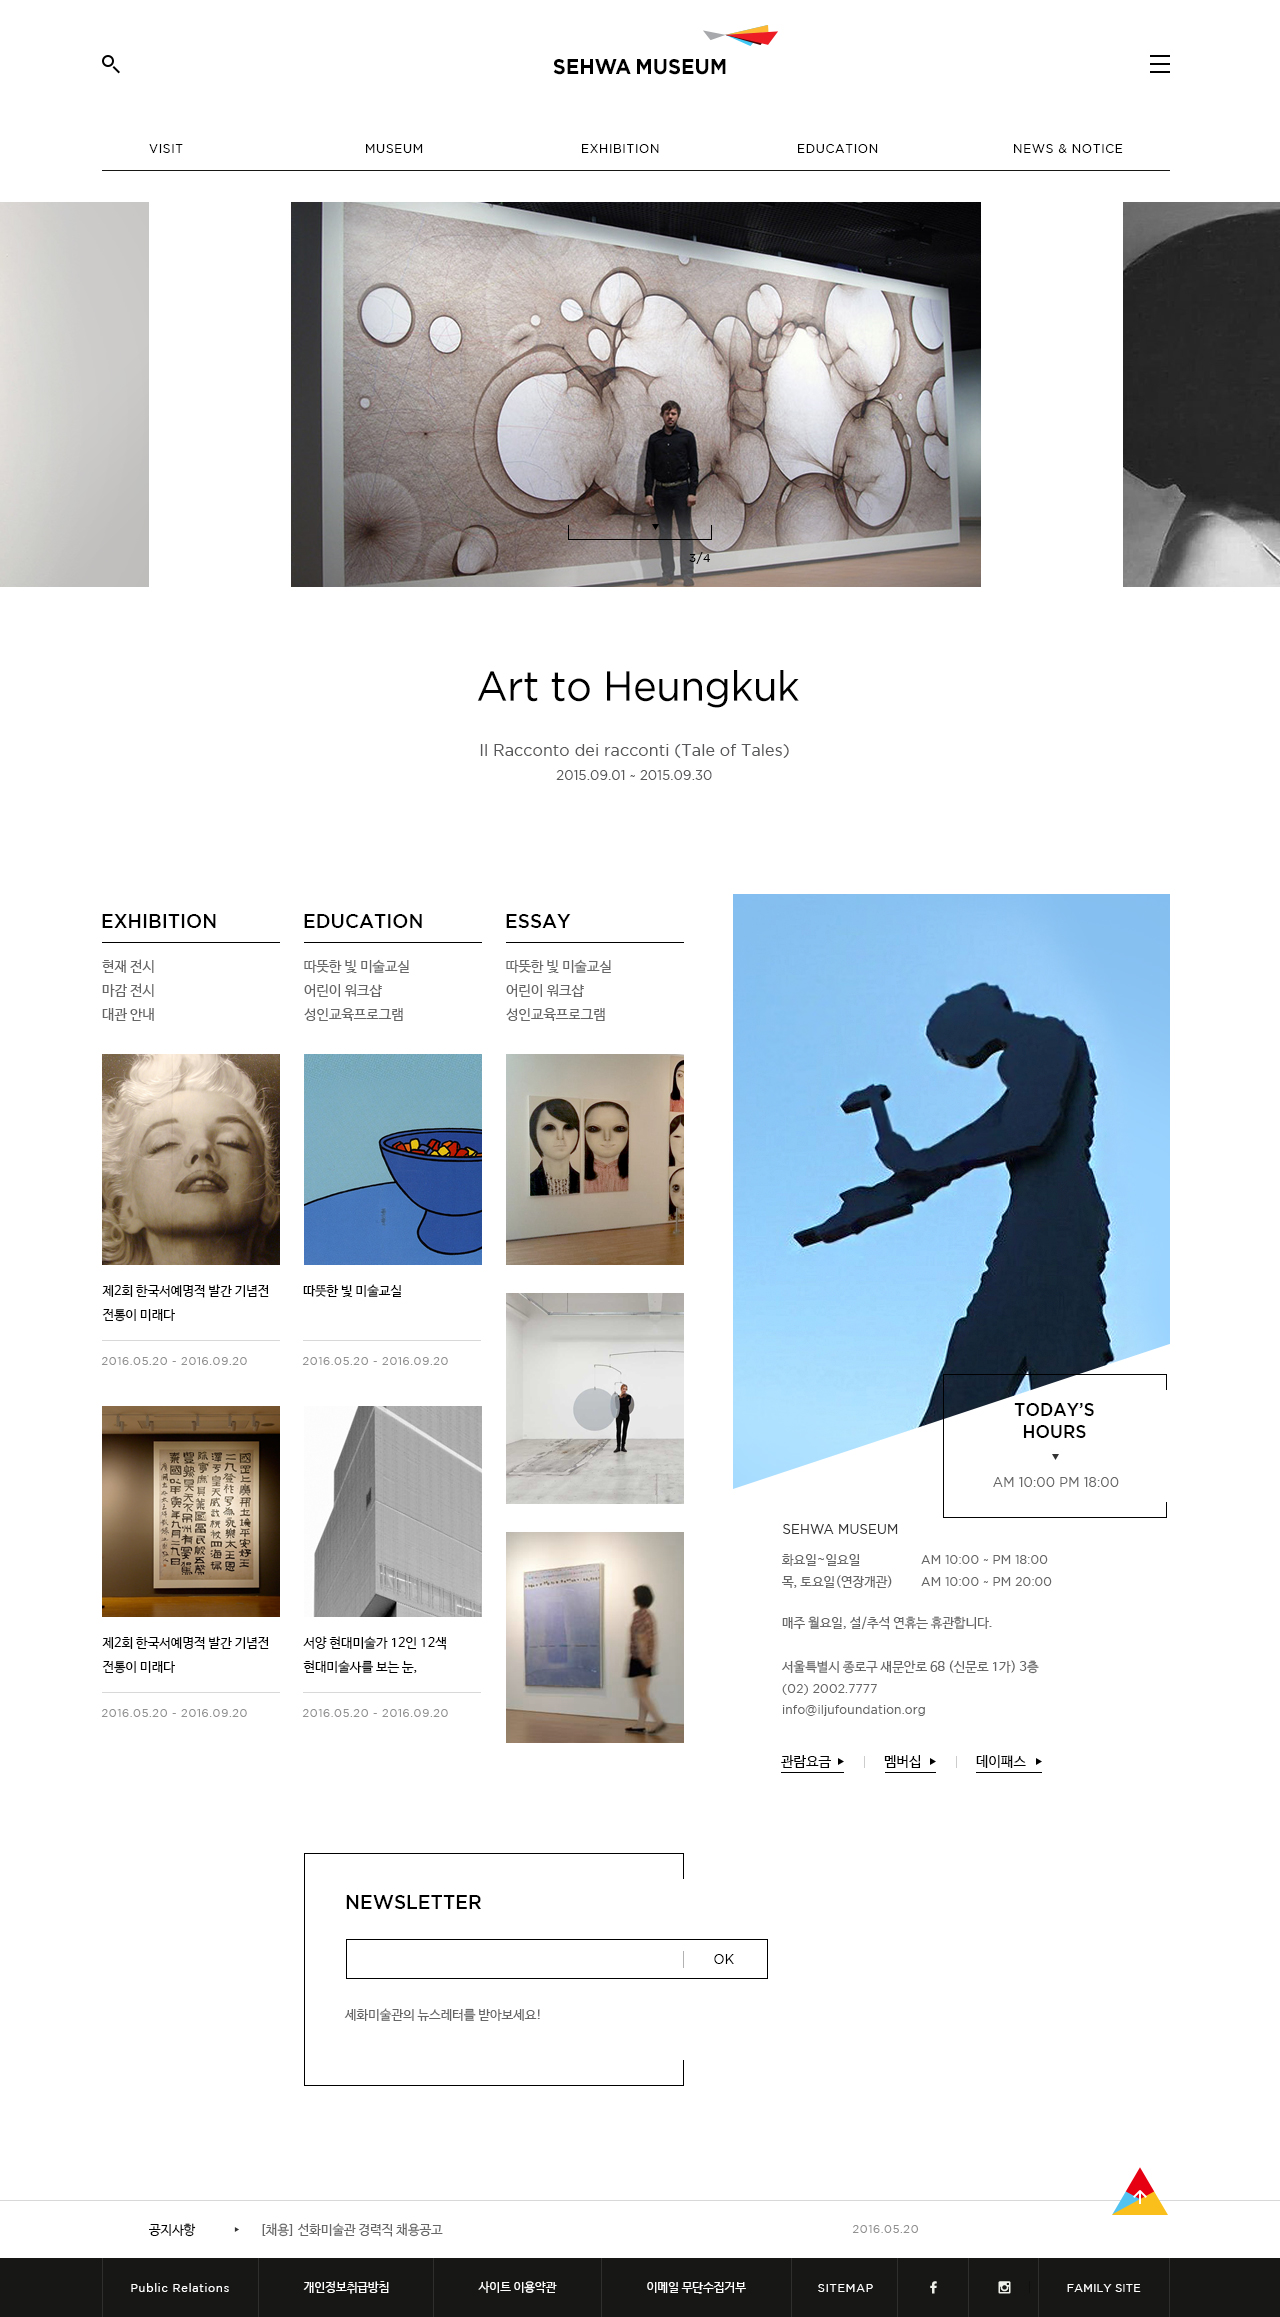 SEHWA MUSEUM
VISIT
MUSEUM
EXHIBITION
EDUCATION
NEWS & NOTICE
3/4
Art to Heungkuk
Il Racconto dei racconti (Tale of Tales)
2015.09.01 ~ 2015.09.30
EXHIBITION
현재 전시
마감 전시
대관 안내
제2회 한국서예명적 발간 기념전
전통이 미래다
2016.05.20 - 2016.09.20
제2회 한국서예명적 발간 기념전
전통이 미래다
2016.05.20 - 2016.09.20
EDUCATION
따뜻한 빛 미술교실
어린이 워크샵
성인교육프로그램
따뜻한 빛 미술교실
2016.05.20 - 2016.09.20
서양 현대미술가 12인 12색
현대미술사를 보는 눈,
2016.05.20 - 2016.09.20
ESSAY
따뜻한 빛 미술교실
어린이 워크샵
성인교육프로그램
TODAY'S
HOURS
AM 10:00 PM 18:00
SEHWA MUSEUM
화요일~일요일 AM 10:00 ~ PM 18:00
목, 토요일(연장개관) AM 10:00 ~ PM 20:00
매주 월요일, 설/추석 연휴는 휴관합니다.
서울특별시 종로구 새문안로 68 (신문로 1가) 3층
(02) 2002.7777
info@iljufoundation.org
관람요금
멤버십
데이패스
NEWSLETTER
OK
세화미술관의 뉴스레터를 받아보세요!
공지사항
[채용] 선화미술관 경력직 채용공고
2016.05.20
Public Relations
개인정보취급방침
사이트 이용약관
이메일 무단수집거부
SITEMAP
FAMILY SITE